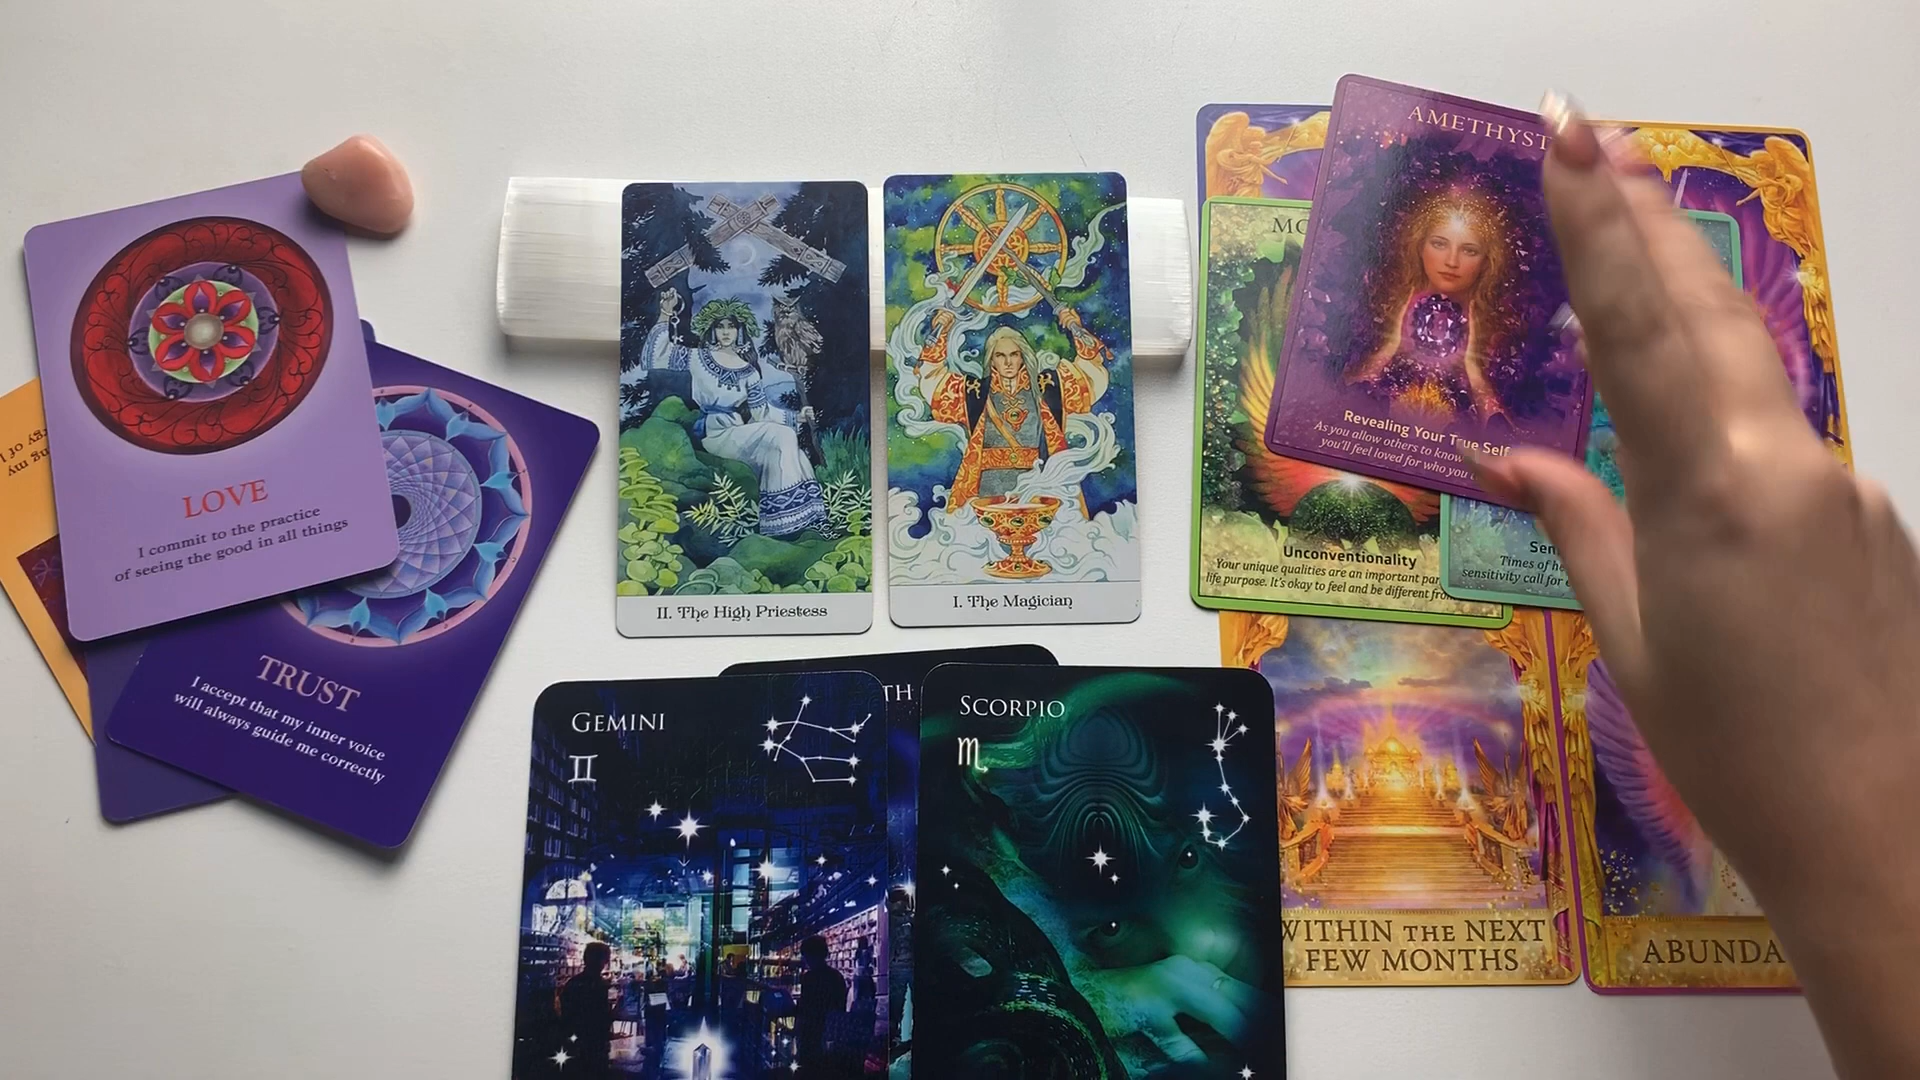 LOVE
I commit to the practice
of seeing the good in all things
TRUST
I accept that my inner voice
will always guide me correctly
II. The High Priestess
I. The Magician
GEMINI
SCORPIO
AMETHYST
Revealing Your True Self
As you allow others to know
you'll feel loved for who you
Unconventionality
Your unique qualities are an important
life purpose. It's okay to feel and be different
Times of
sensitivity call for
WITHIN THE NEXT
FEW MONTHS